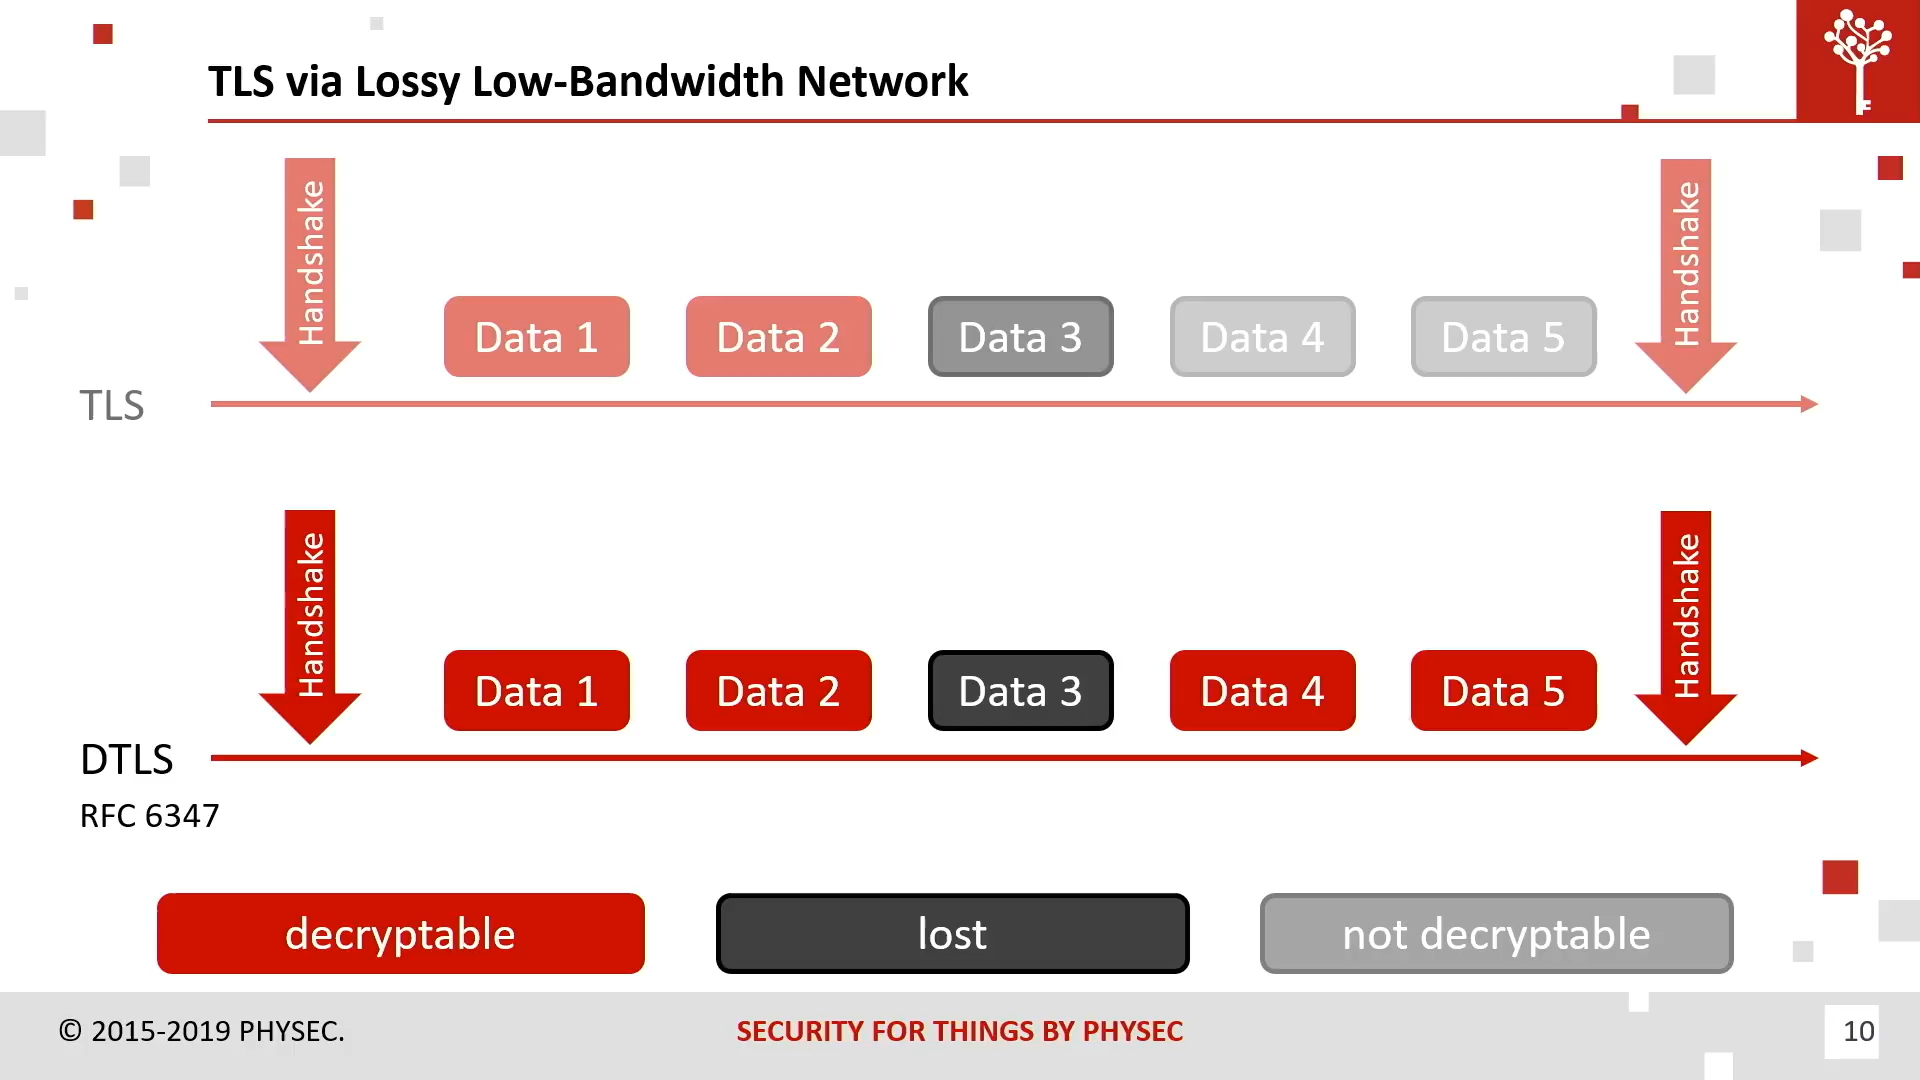 TLS via Lossy Low-Bandwidth Network
Handshake
Handshake
Data 1
Data 2
Data 3
Data 4
Data 5
TLS
Handshake
Handshake
Data 1
Data 2
Data 3
Data 4
Data 5
DTLS
RFC 6347
decryptable
lost
not decryptable
© 2015-2019 PHYSEC.
SECURITY FOR THINGS BY PHYSEC
10